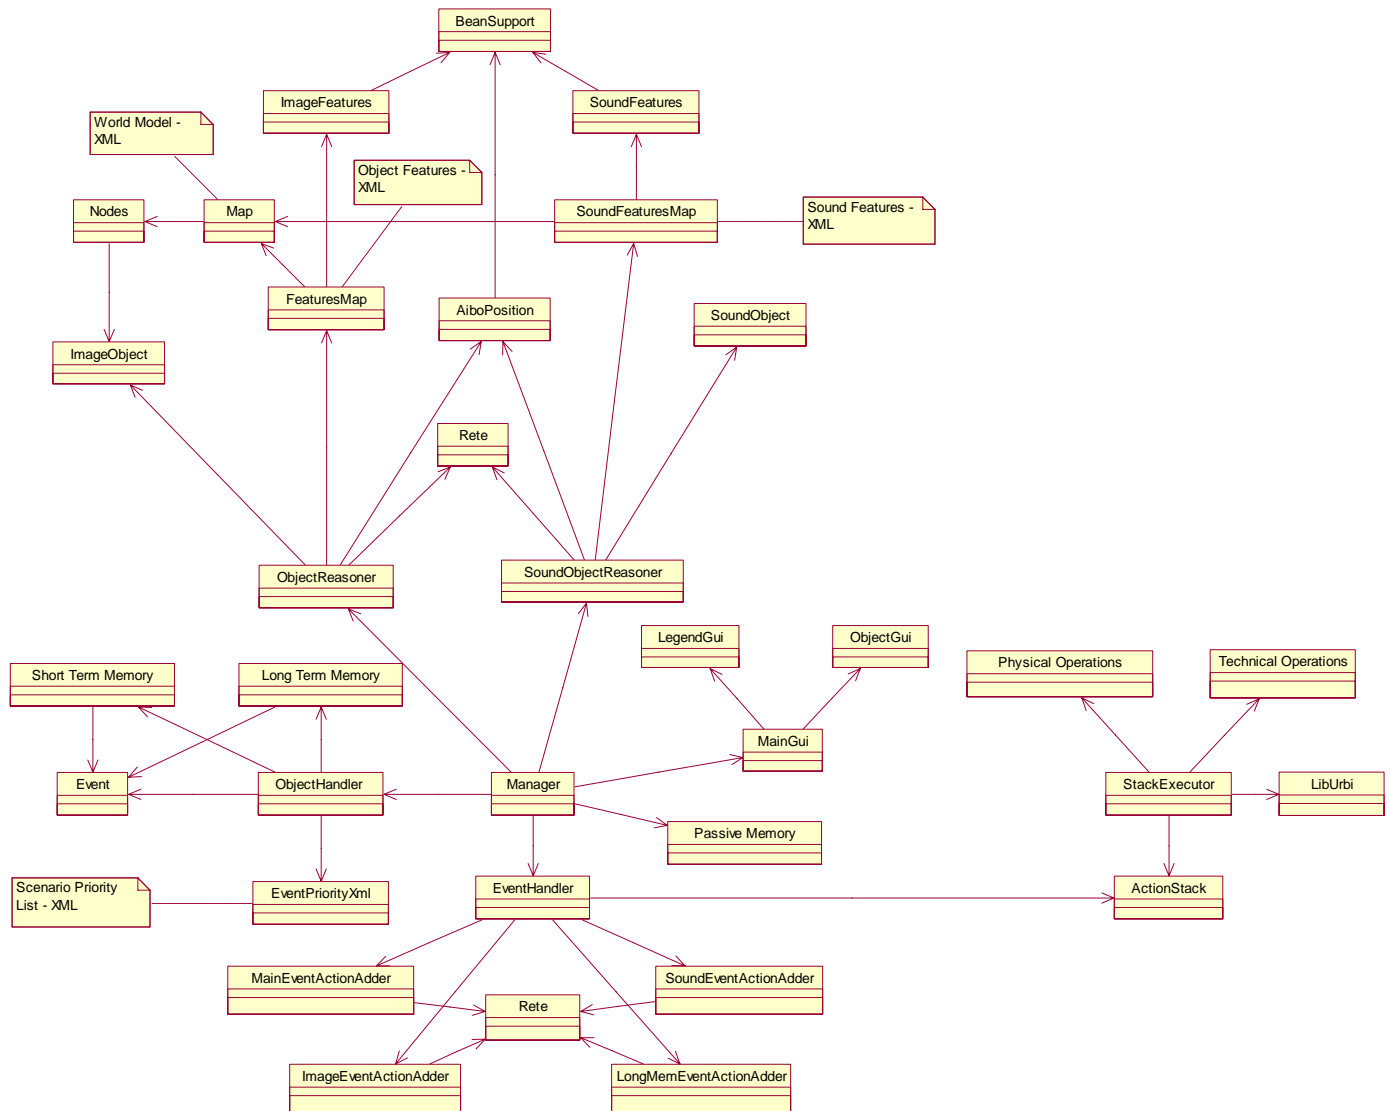 BeanSupport
ImageFeatures
SoundFeatures
World Model -
XML
Object Features -
XML
Nodes
Map
SoundFeaturesMap
Sound Features -
XML
FeaturesMap
AiboPosition
SoundObject
ImageObject
Rete
ObjectReasoner
SoundObjectReasoner
LegendGui
ObjectGui
Short Term Memory
Long Term Memory
Physical Operations
Technical Operations
MainGui
Event
ObjectHandler
Manager
StackExecutor
LibUrbi
Passive Memory
Scenario Priority
List - XML
EventPriorityXml
EventHandler
ActionStack
MainEventActionAdder
SoundEventActionAdder
Rete
ImageEventActionAdder
LongMemEventActionAdder